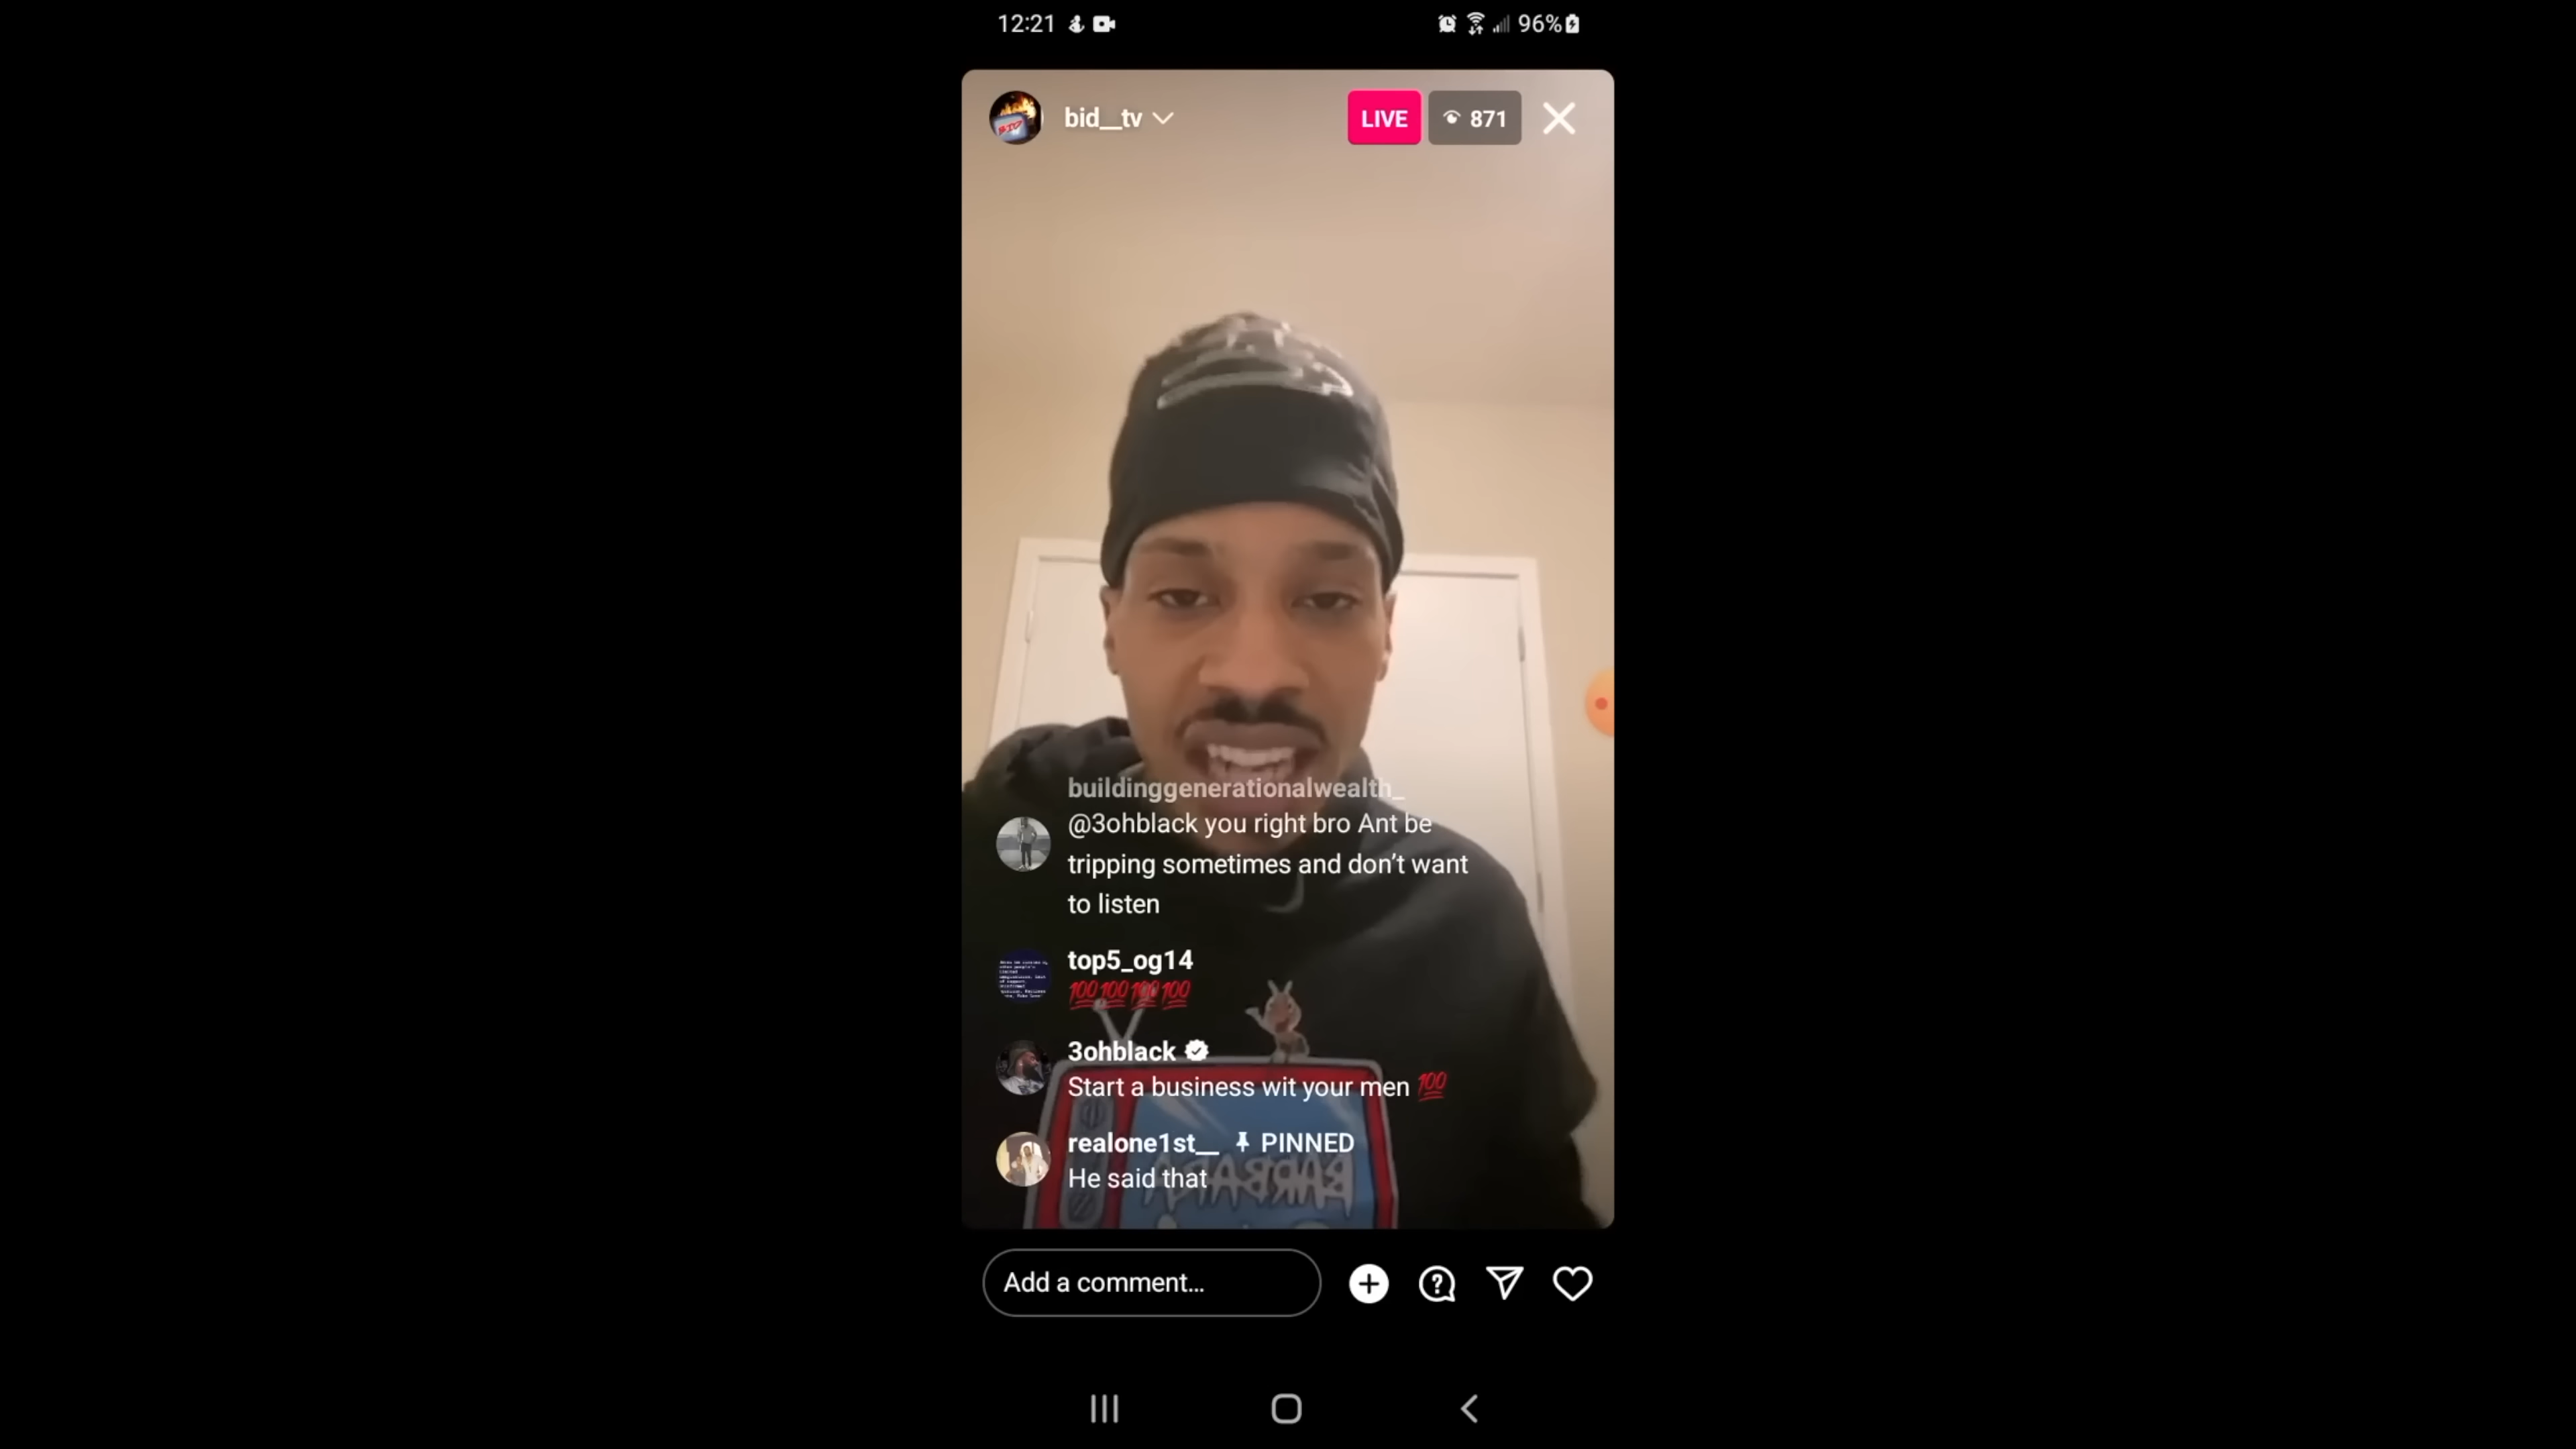 12:21
96%
bid__tv
LIVE
871
buildinggenerationalwealth_
@3ohblack you right bro Ant be
tripping sometimes and don’t want
to listen
top5_og14
💯💯💯💯
3ohblack
Start a business wit your men 💯
realone1st__ PINNED
He said that
Add a comment...